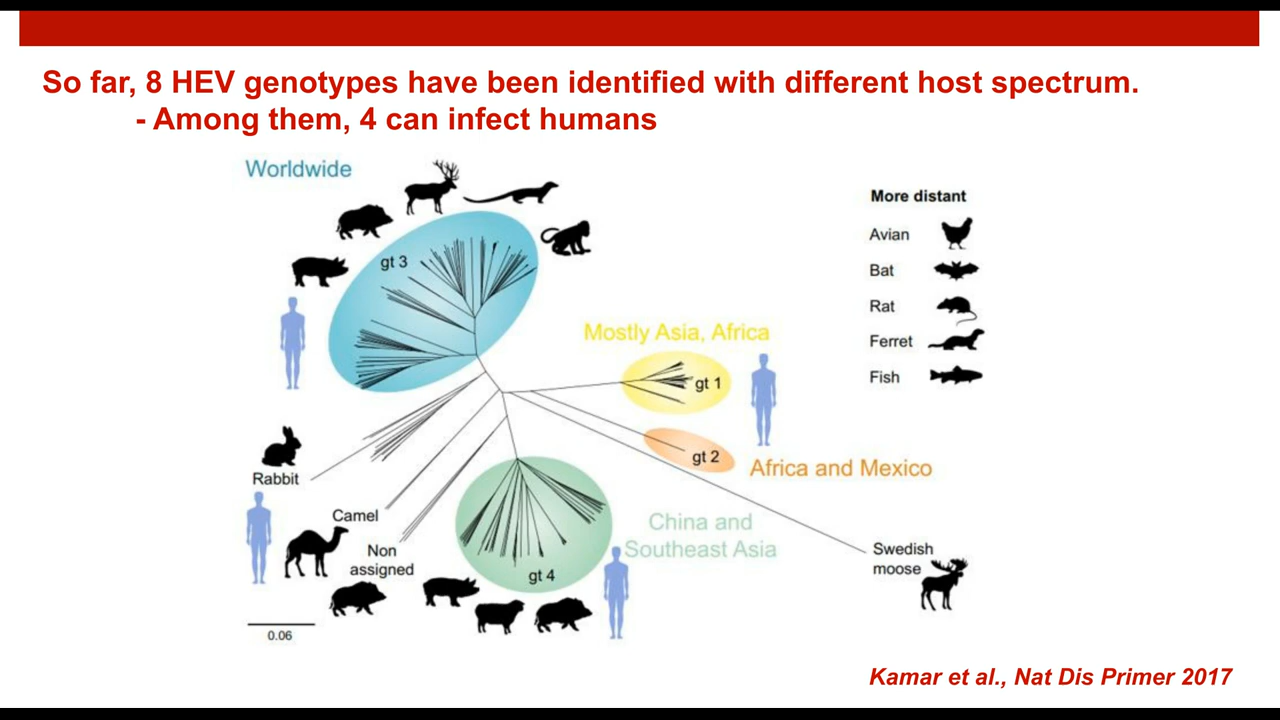 So far, 8 HEV genotypes have been identified with different host spectrum.
- Among them, 4 can infect humans
Worldwide
gt 3
More distant
Avian
Bat
Rat
Ferret
Fish
Mostly Asia, Africa
gt 1
gt 2
Africa and Mexico
Rabbit
Camel
Non
assigned
China and
Southeast Asia
gt 4
Swedish
moose
0.06
Kamar et al., Nat Dis Primer 2017